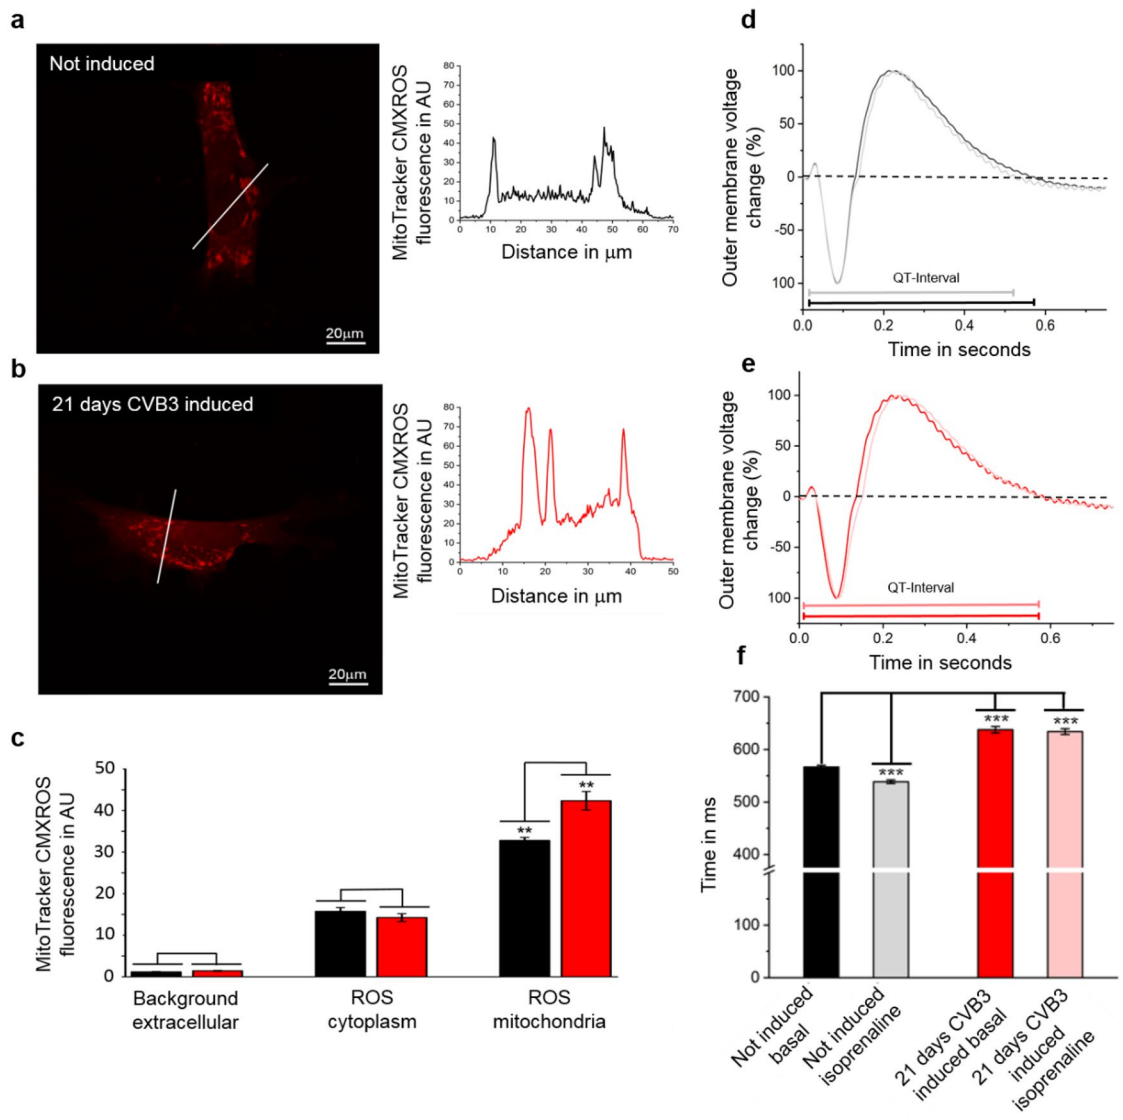 a
Not induced
20μm
MitoTracker CMXROS
fluorescence in AU
80
70
60
50
40
30
20
10
0
0 10 20 30 40 50 60 70
Distance in μm
b
21 days CVB3 induced
20μm
MitoTracker CMXROS
fluorescence in AU
80
70
60
50
40
30
20
10
0
0 10 20 30 40 50
Distance in μm
c
MitoTracker CMXROS
fluorescence in AU
50
40
30
20
10
0
** **
Background
extracellular
ROS
cytoplasm
ROS
mitochondria
d
Outer membrane voltage
change (%)
100
50
0
-50
100
QT-Interval
0.0 0.2 0.4 0.6
Time in seconds
e
Outer membrane voltage
change (%)
100
50
0
-50
100
QT-Interval
0.0 0.2 0.4 0.6
Time in seconds
f
Time in ms
700
600
500
400
100
0
*** *** ***
Not induced
basal
Not induced
isoprenaline
21 days CVB3
induced basal
21 days CVB3
induced
isoprenaline